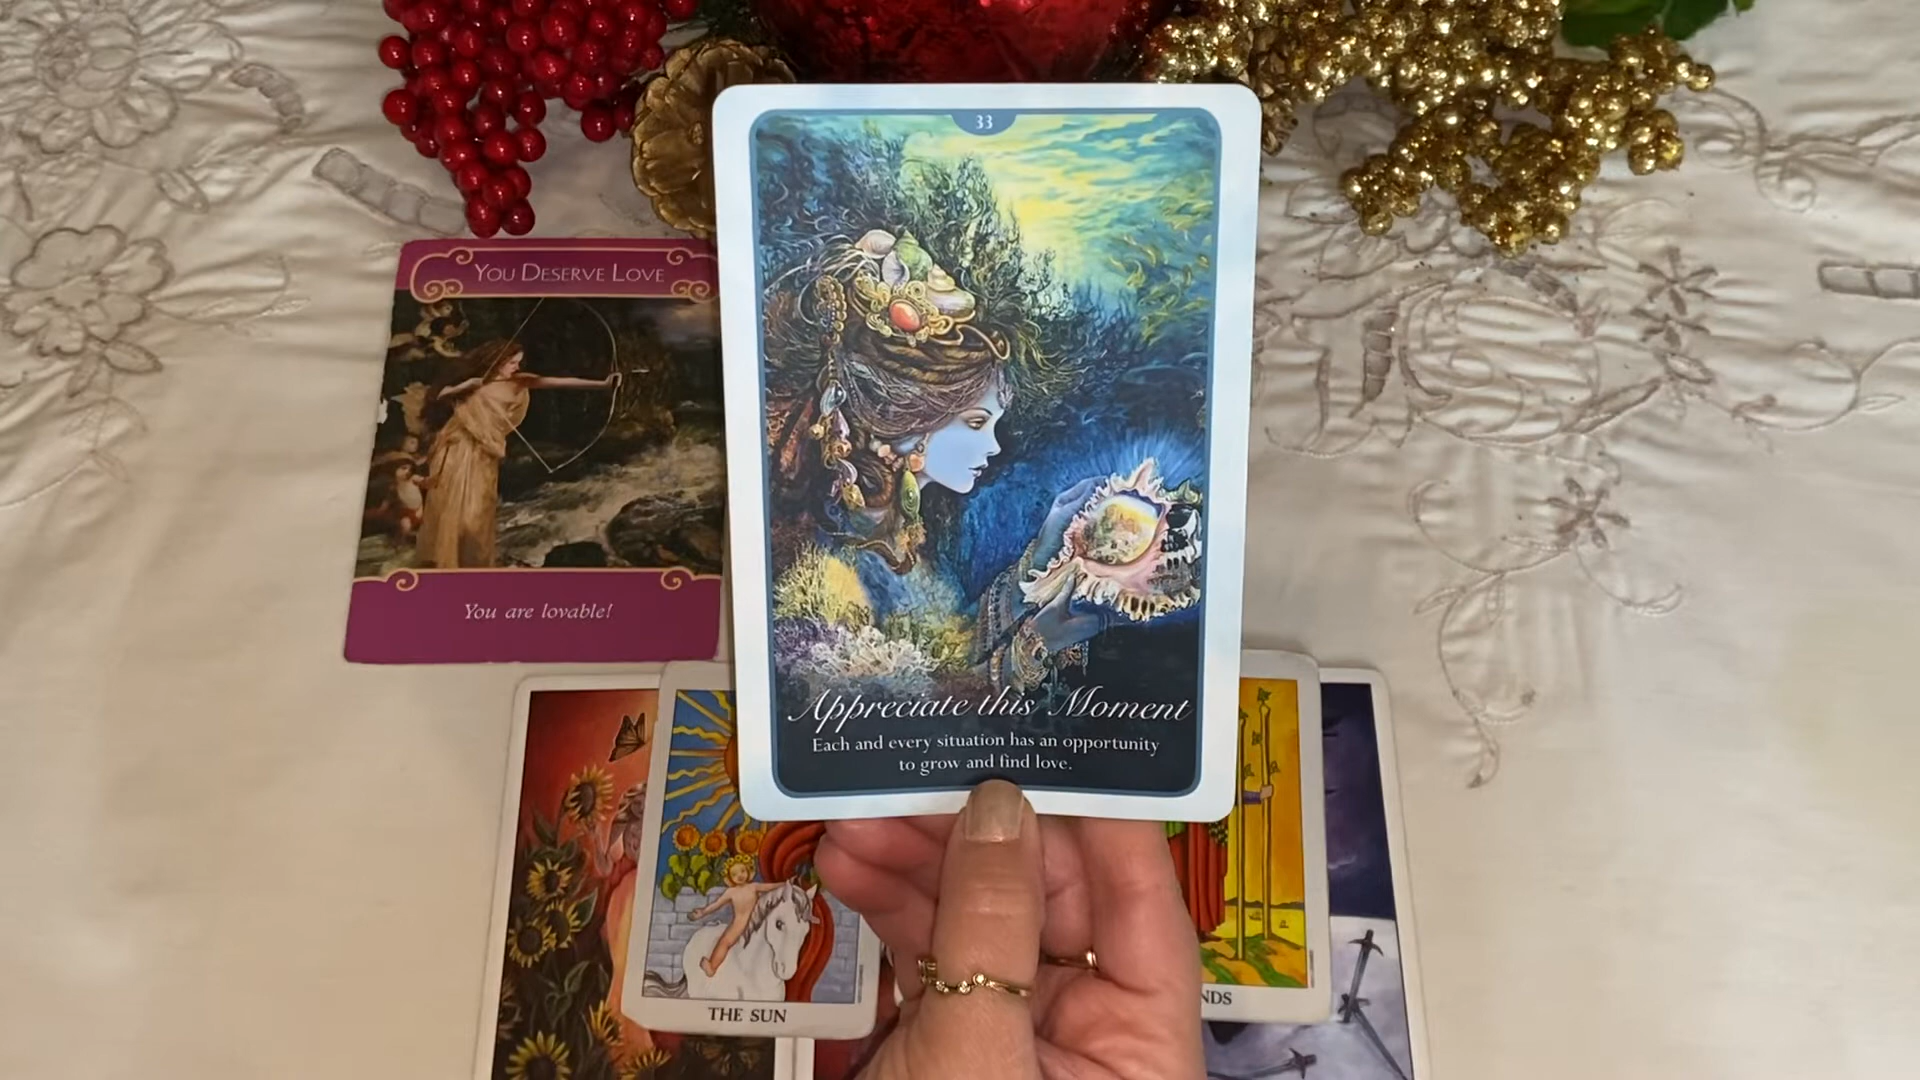 33
You Deserve Love
You are lovable!
Appreciate this Moment
Each and every situation has an opportunity
to grow and find love.
THE SUN
NDS